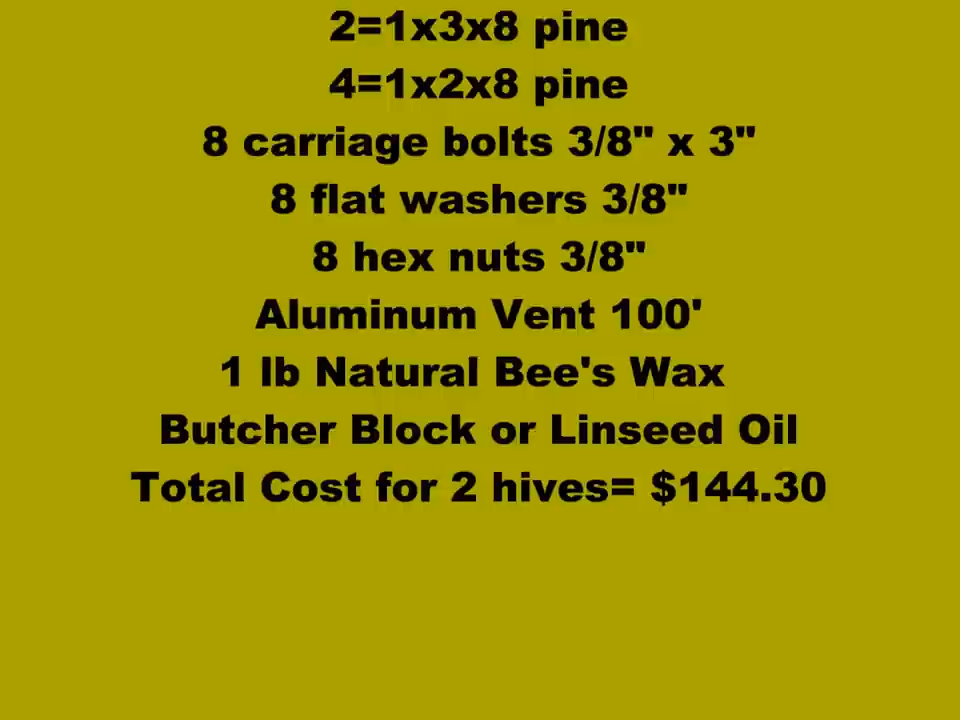 2=1x3x8 pine
4=1x2x8 pine
8 carriage bolts 3/8" x 3"
8 flat washers 3/8"
8 hex nuts 3/8"
Aluminum Vent 100'
1 lb Natural Bee's Wax
Butcher Block or Linseed Oil
Total Cost for 2 hives= $144.30